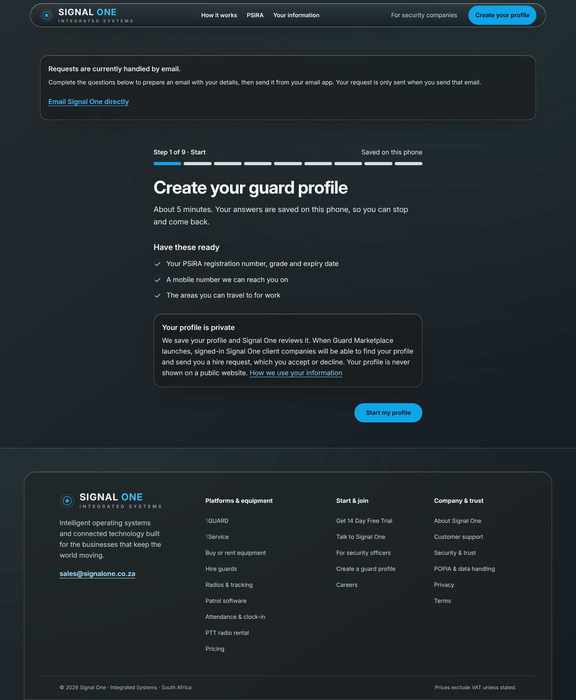 SIGNAL ONE
INTEGRATED SYSTEMS
How it works PSIRA Your information
For security companies Create your profile
Requests are currently handled by email.
Complete the questions below to prepare an email with your details, then send it from your email app. Your request is only sent when you send that email.
Email Signal One directly
Step 1 of 9 · Start Saved on this phone
Create your guard profile
About 5 minutes. Your answers are saved on this phone, so you can stop
and come back.
Have these ready
Your PSIRA registration number, grade and expiry date
A mobile number we can reach you on
The areas you can travel to for work
Your profile is private
We save your profile and Signal One reviews it. When Guard Marketplace
launches, signed-in Signal One client companies will be able to find your profile
and send you a hire request, which you accept or decline. Your profile is never
shown on a public website. How we use your information
Start my profile
SIGNAL ONE
INTEGRATED SYSTEMS
Intelligent operating systems
and connected technology built
for the businesses that keep the
world moving.
sales@signalone.co.za
Platforms & equipment
1GUARD
1Service
Buy or rent equipment
Hire guards
Radios & tracking
Patrol software
Attendance & clock-in
PTT radio rental
Pricing
Start & join
Get 14 Day Free Trial
Talk to Signal One
For security officers
Create a guard profile
Careers
Company & trust
About Signal One
Customer support
Security & trust
POPIA & data handling
Privacy
Terms
© 2026 Signal One · Integrated Systems · South Africa
Prices exclude VAT unless stated.